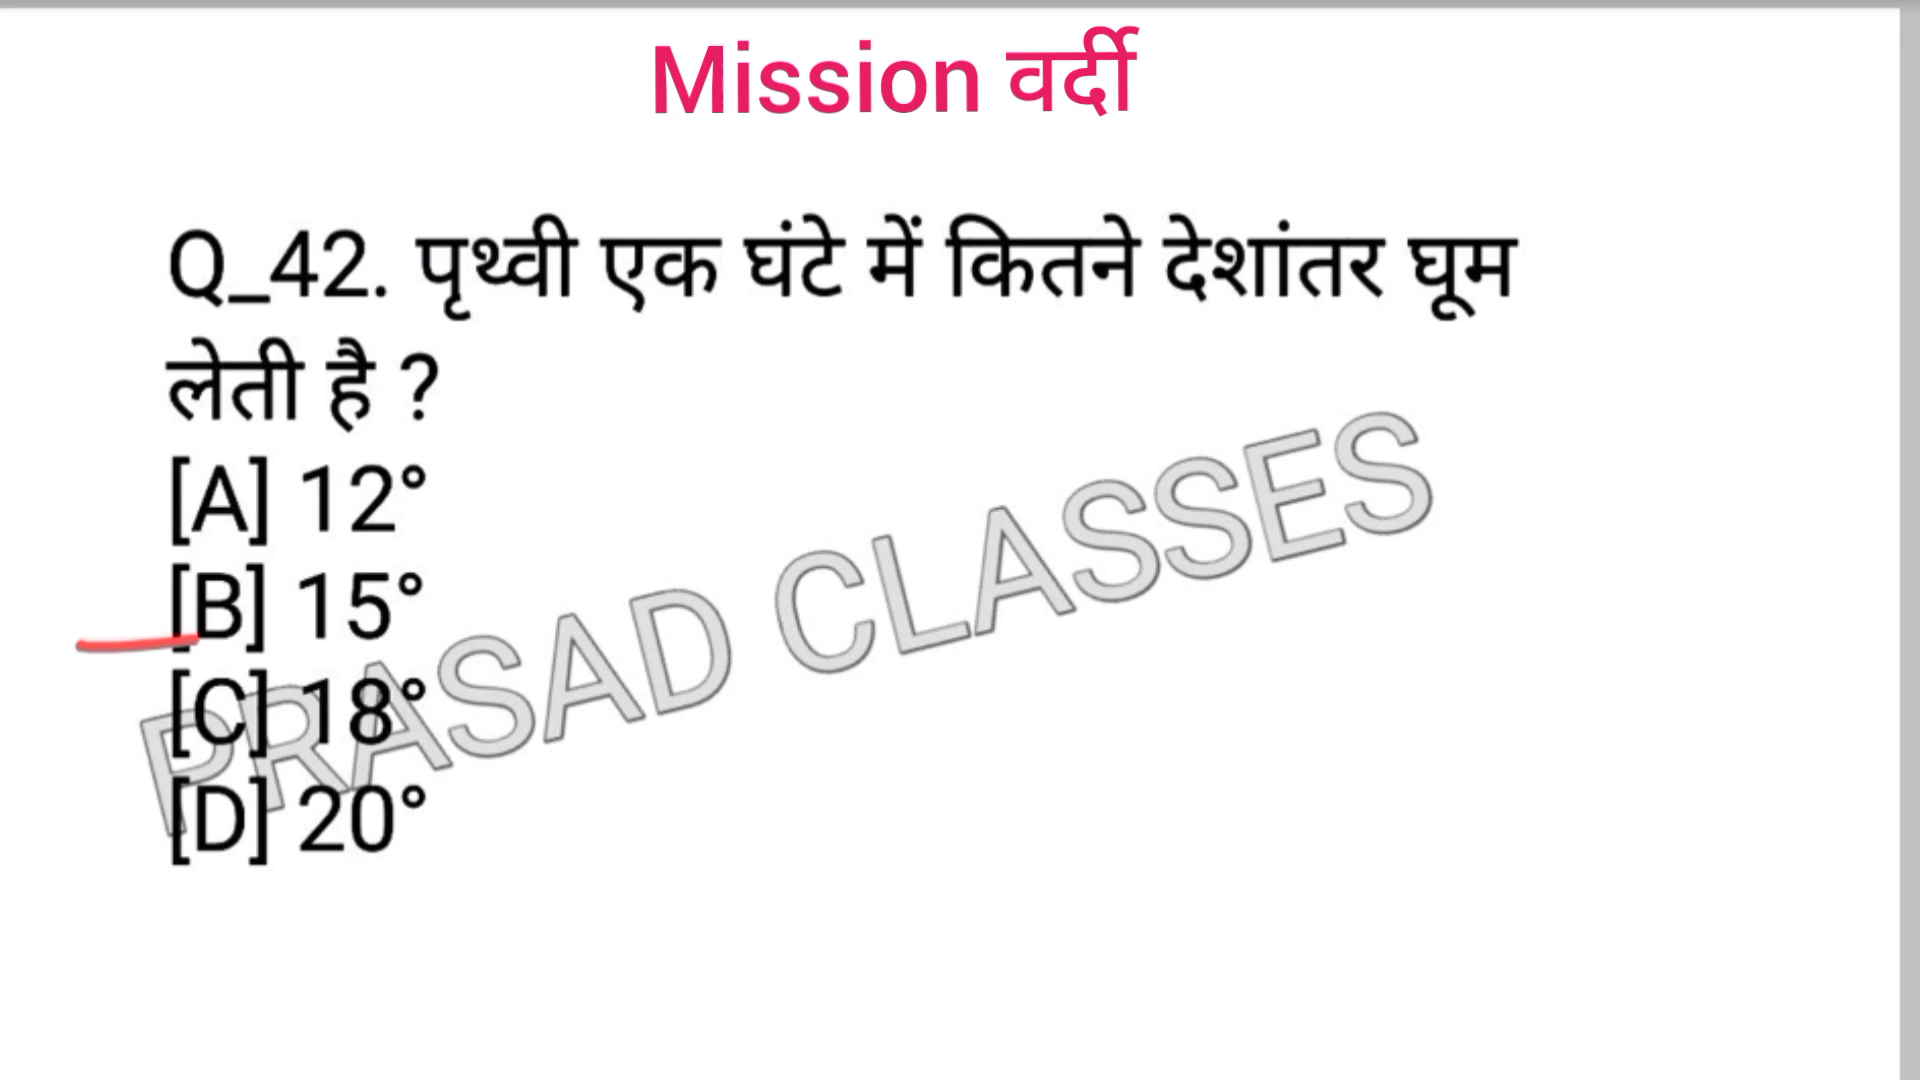 Mission वर्दी
Q_42. पृथ्वी एक घंटे में कितने देशांतर घूम
लेती है ?
[A] 12°
[B] 15°
[C] 18°
[D] 20°
PRASAD CLASSES